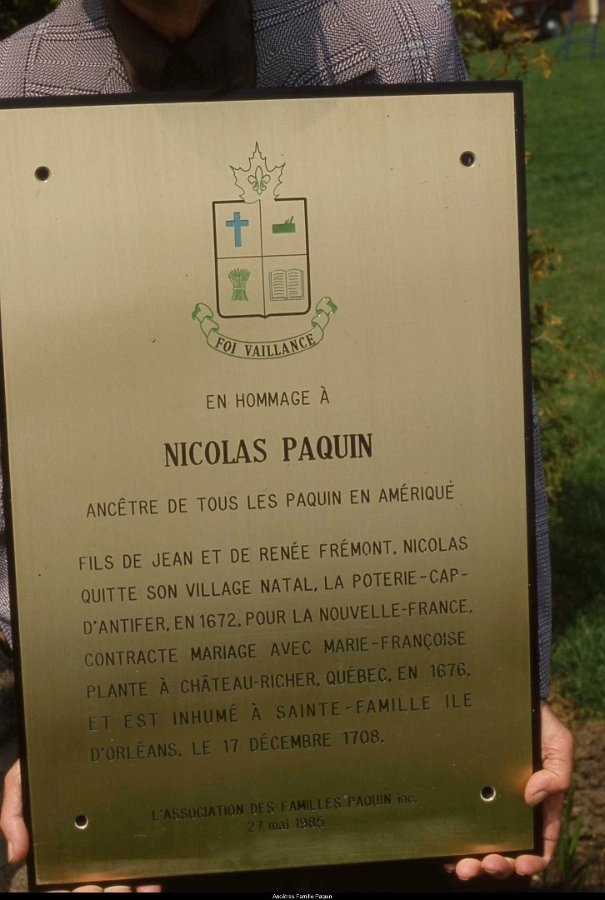 FOI VAILLANCE
EN HOMMAGE À
NICOLAS PAQUIN
ANCÊTRE DE TOUS LES PAQUIN EN AMÉRIQUE
FILS DE JEAN ET DE RENÉE FRÉMONT, NICOLAS
QUITTE SON VILLAGE NATAL, LA POTERIE-CAP-
D'ANTIFER, EN 1672, POUR LA NOUVELLE-FRANCE,
CONTRACTE MARIAGE AVEC MARIE-FRANÇOISE
PLANTE À CHÂTEAU-RICHER, QUÉBEC, EN 1676,
ET EST INHUMÉ À SAINTE-FAMILLE ILE
D'ORLÉANS, LE 17 DÉCEMBRE 1708.
L'ASSOCIATION DES FAMILLES PAQUIN inc.
27 mai 1985
Ancêtres Famille Paquin